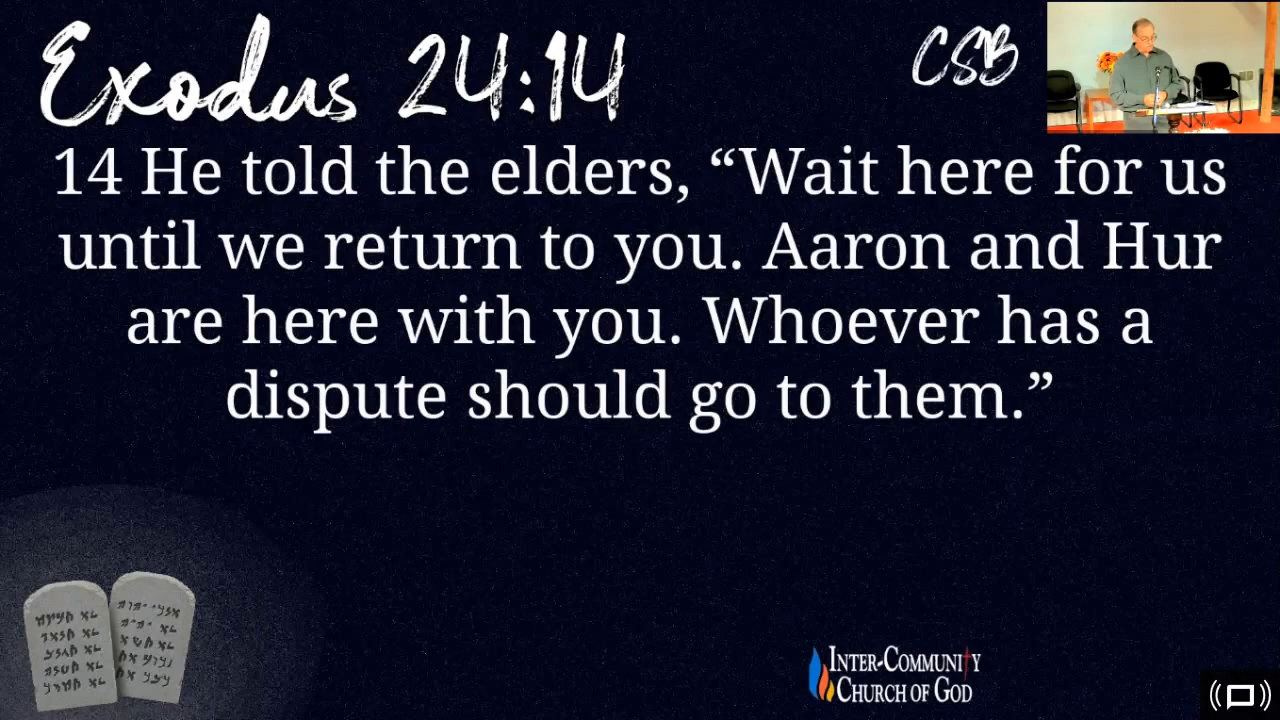 Exodus 24:14
CSB
14 He told the elders, “Wait here for us
until we return to you. Aaron and Hur
are here with you. Whoever has a
dispute should go to them.”
INTER-COMMUNITY
CHURCH OF GOD